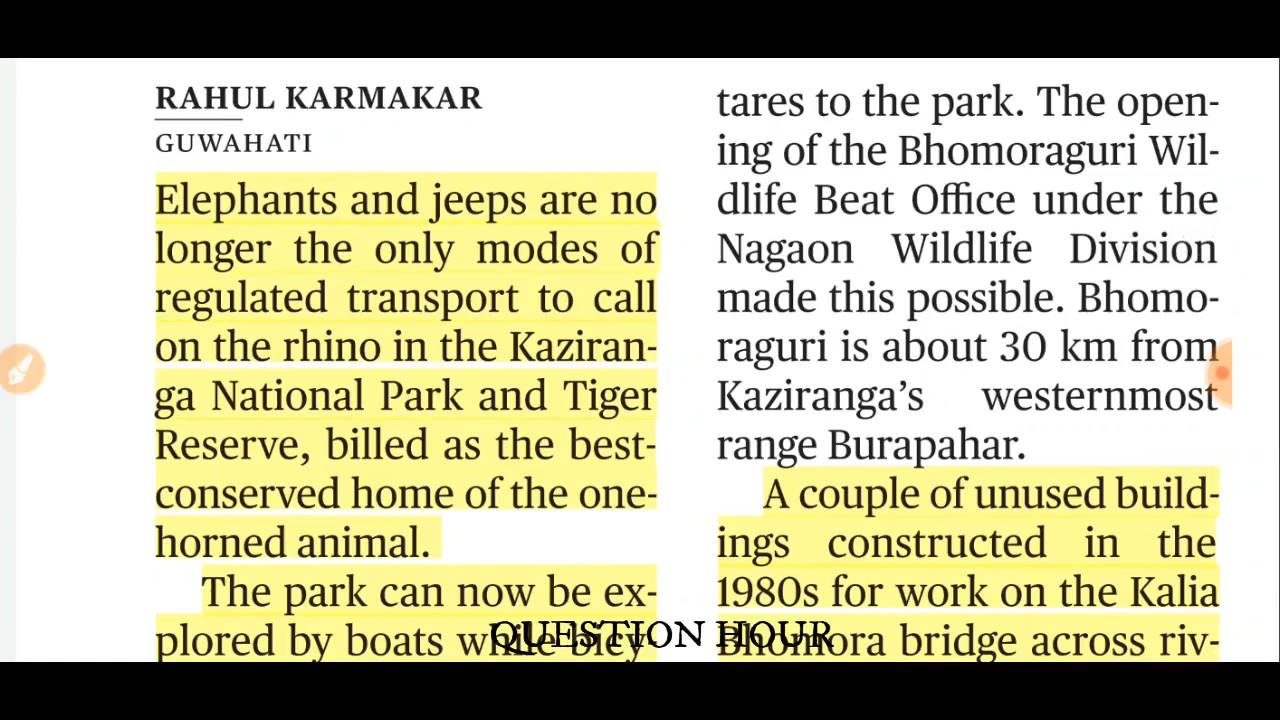 RAHUL KARMAKAR
GUWAHATI
Elephants and jeeps are no
longer the only modes of
regulated transport to call
on the rhino in the Kaziran-
ga National Park and Tiger
Reserve, billed as the best-
conserved home of the one-
horned animal.
The park can now be ex-
plored by boats while bicy-
tares to the park. The open-
ing of the Bhomoraguri Wil-
dlife Beat Office under the
Nagaon Wildlife Division
made this possible. Bhomo-
raguri is about 30 km from
Kaziranga's westernmost
range Burapahar.
A couple of unused build-
ings constructed in the
1980s for work on the Kalia
Bhomora bridge across riv-
QUESTION HOUR